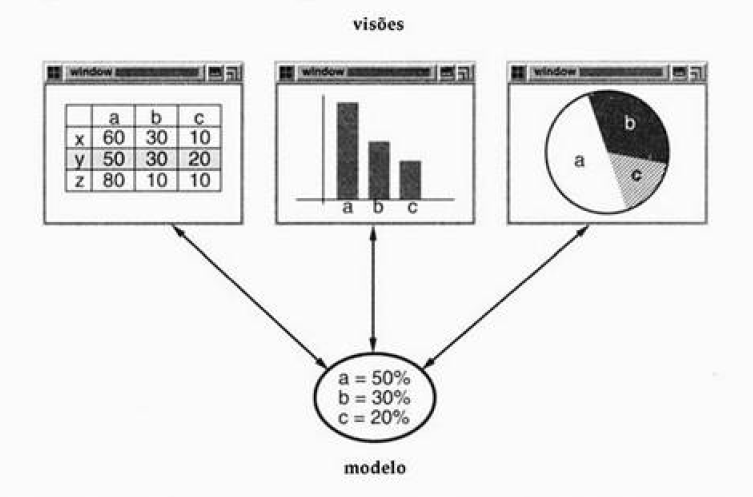 visões
window
a b c
x 60 30 10
y 50 30 20
z 80 10 10
window
a b c
window
a
b
c
a = 50%
b = 30%
c = 20%
modelo